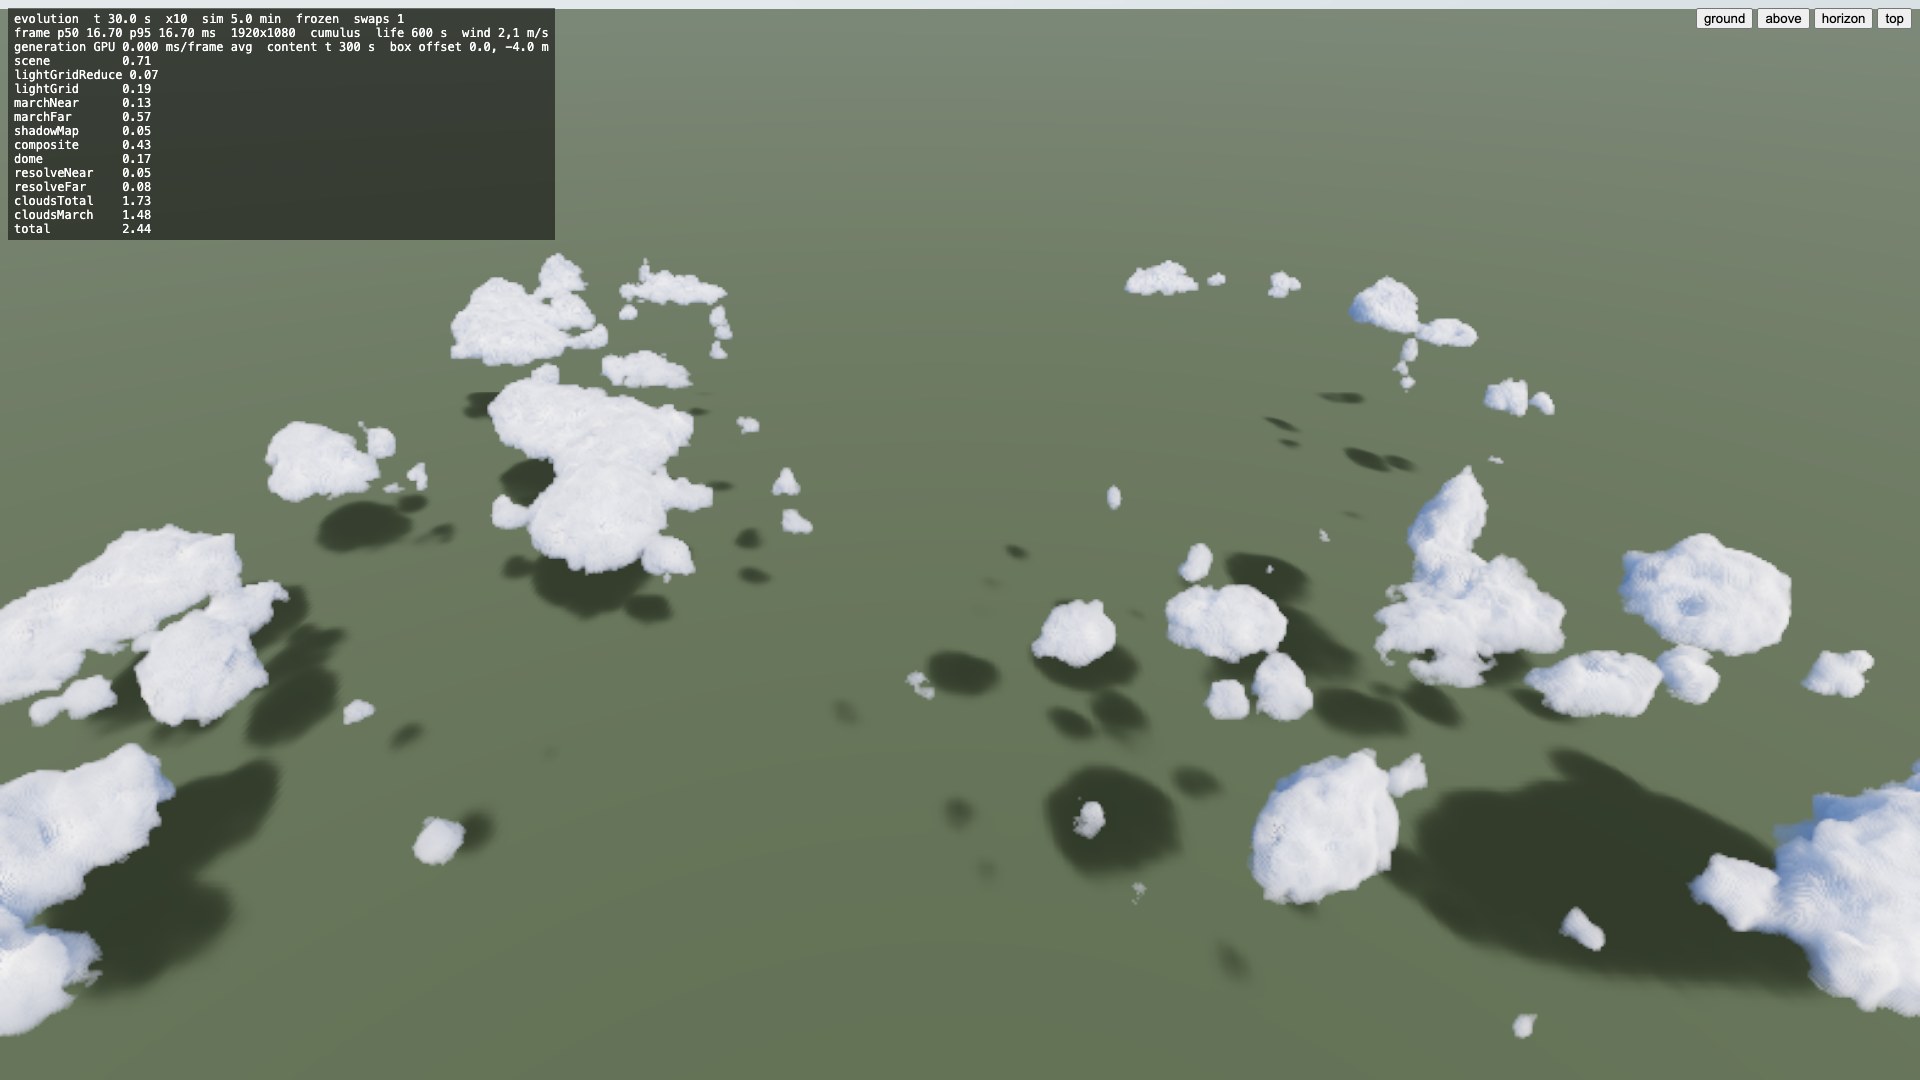 evolution  t 30.0 s  x10  sim 5.0 min  frozen  swaps 1
frame p50 16.70 p95 16.70 ms  1920x1080  cumulus  life 600 s  wind 2,1 m/s
generation GPU 0.000 ms/frame avg  content t 300 s  box offset 0.0, −4.0 m
scene 0.71
lightGridReduce 0.07
lightGrid 0.19
marchNear 0.13
marchFar 0.57
shadowMap 0.05
composite 0.43
dome 0.17
resolveNear 0.05
resolveFar 0.08
cloudsTotal 1.73
cloudsMarch 1.48
total 2.44
ground above horizon top